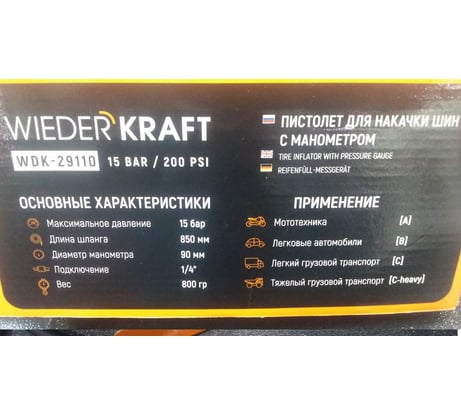 WIEDER KRAFT
WDK-29110 15 BAR / 200 PSI
ПИСТОЛЕТ ДЛЯ НАКАЧКИ ШИН
С МАНОМЕТРОМ
TIRE INFLATOR WITH PRESSURE GAUGE
REIFENFÜLL-MESSGERÄT
ОСНОВНЫЕ ХАРАКТЕРИСТИКИ
Максимальное давление 15 бар
Длина шланга 850 мм
Диаметр манометра 90 мм
Подключение 1/4"
Вес 800 гр
ПРИМЕНЕНИЕ
Мототехника [A]
Легковые автомобили [B]
Легкий грузовой транспорт [C]
Тяжелый грузовой транспорт [C-heavy]